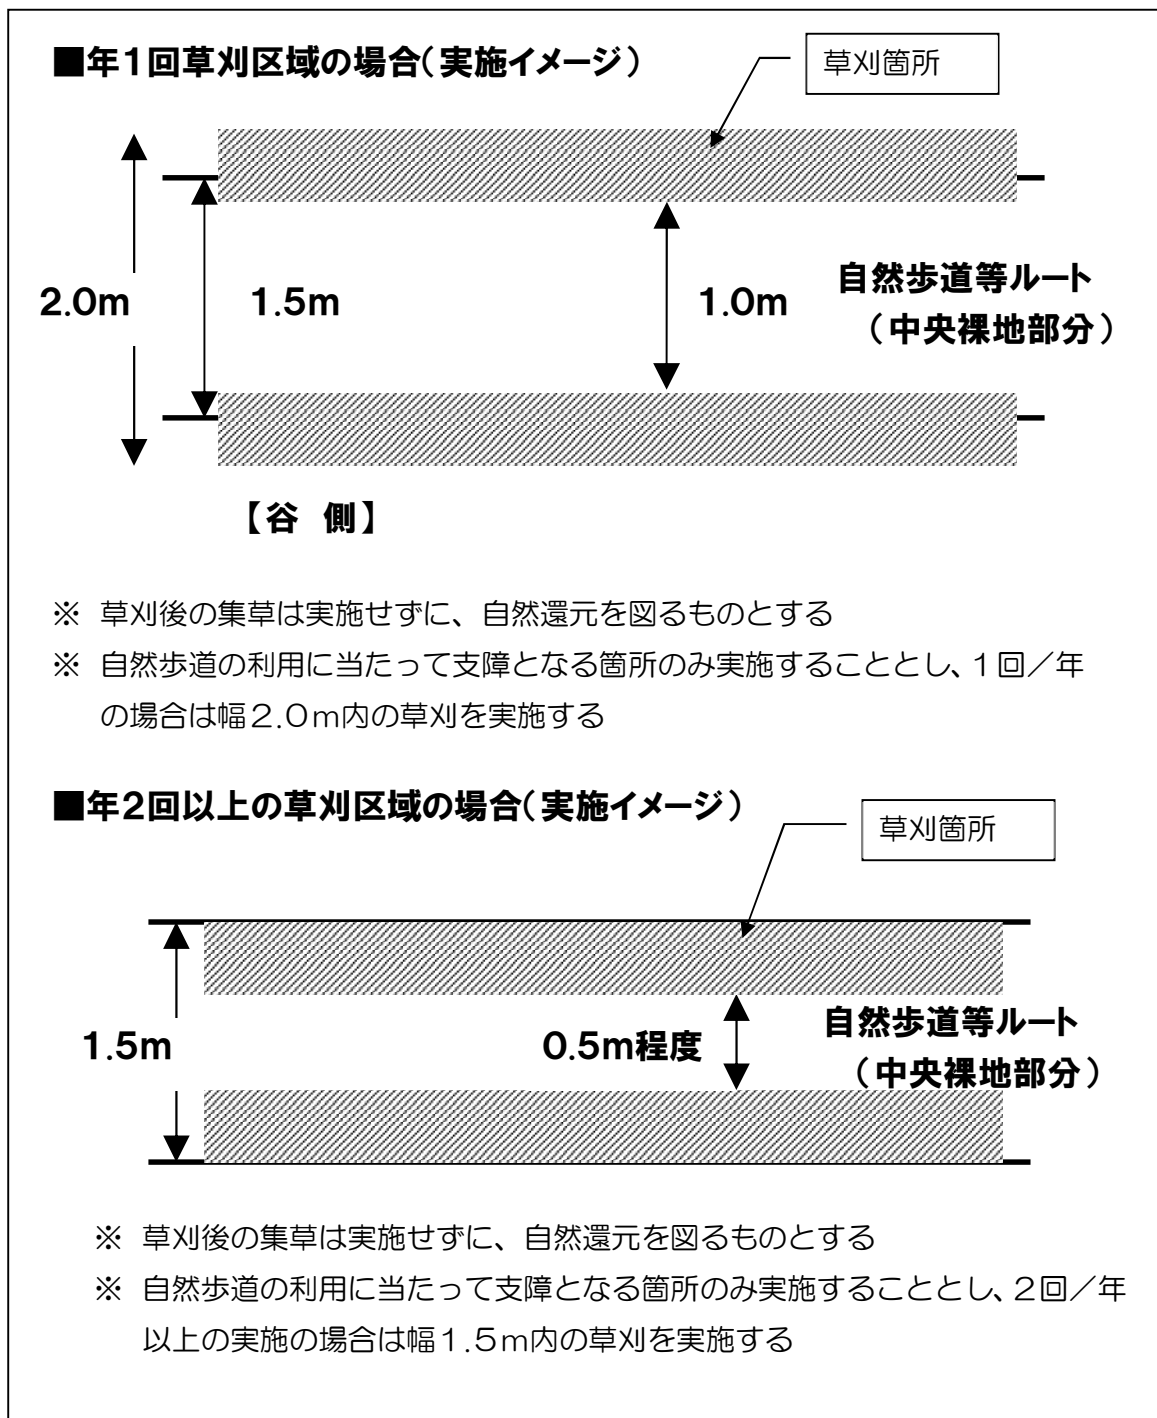 ■年1回草刈区域の場合（実施イメージ）
草刈箇所
2.0m
1.5m
1.0m
自然歩道等ルート
（中央裸地部分）
【谷 側】
※ 草刈後の集草は実施せずに、自然還元を図るものとする
※ 自然歩道の利用に当たって支障となる箇所のみ実施することとし、１回／年
の場合は幅２.０ｍ内の草刈を実施する
■年2回以上の草刈区域の場合（実施イメージ）
草刈箇所
1.5m
0.5m程度
自然歩道等ルート
（中央裸地部分）
※ 草刈後の集草は実施せずに、自然還元を図るものとする
※ 自然歩道の利用に当たって支障となる箇所のみ実施することとし、２回／年
以上の実施の場合は幅１.５ｍ内の草刈を実施する